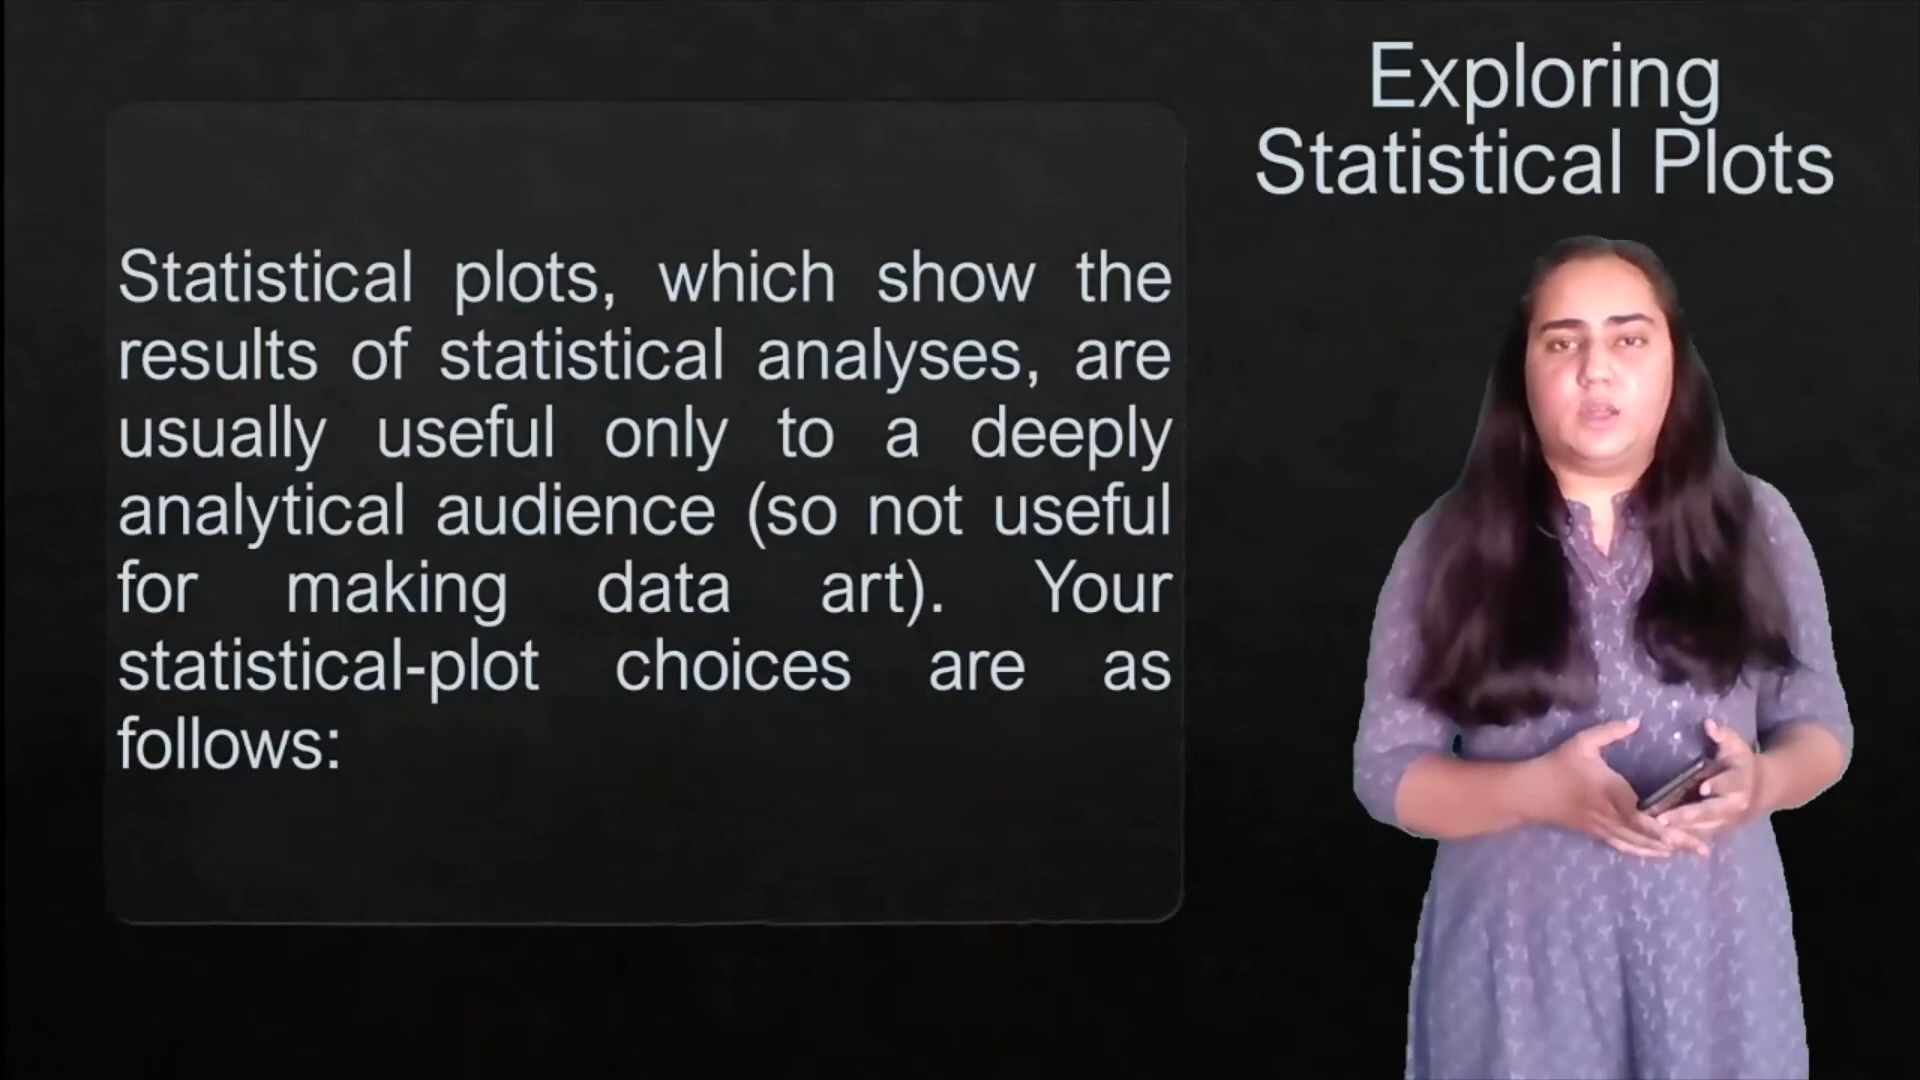 Exploring
Statistical Plots
Statistical plots, which show the
results of statistical analyses, are
usually useful only to a deeply
analytical audience (so not useful
for making data art). Your
statistical-plot choices are as
follows: